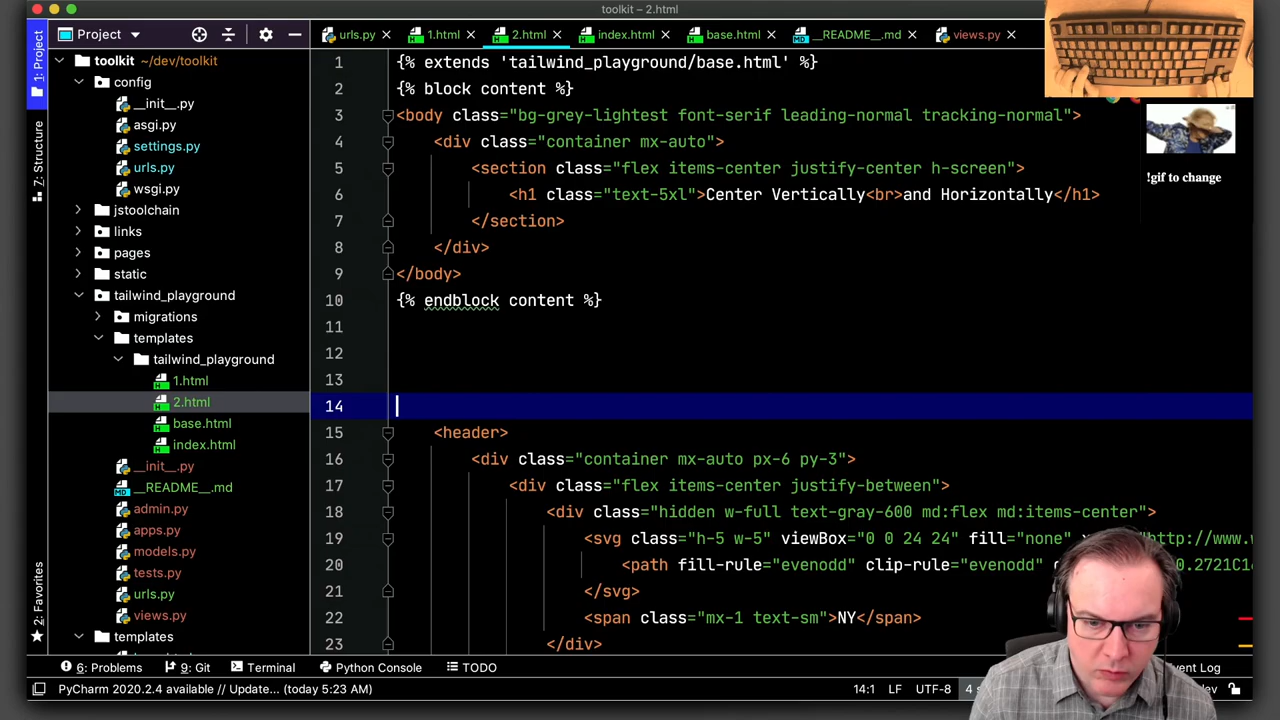 toolkit – 2.html
Project
urls.py
1.html
2.html
index.html
base.html
__README__.md
views.py
1: Project
7: Structure
2: Favorites
toolkit ~/dev/toolkit
config
__init__.py
asgi.py
settings.py
urls.py
wsgi.py
jstoolchain
links
pages
static
tailwind_playground
migrations
templates
tailwind_playground
1.html
2.html
base.html
index.html
__init__.py
__README__.md
admin.py
apps.py
models.py
tests.py
urls.py
views.py
templates
1 {% extends 'tailwind_playground/base.html' %}
2 {% block content %}
3 <body class="bg-grey-lightest font-serif leading-normal tracking-normal">
4 <div class="container mx-auto">
5 <section class="flex items-center justify-center h-screen">
6 <h1 class="text-5xl">Center Vertically<br>and Horizontally</h1>
7 </section>
8 </div>
9 </body>
10 {% endblock content %}
11
12
13
14
15 <header>
16 <div class="container mx-auto px-6 py-3">
17 <div class="flex items-center justify-between">
18 <div class="hidden w-full text-gray-600 md:flex md:items-center">
19 <svg class="h-5 w-5" viewBox="0 0 24 24" fill="none"
20 <path fill-rule="evenodd" clip-rule="evenodd"
21 </svg>
22 <span class="mx-1 text-sm">NY</span>
23 </div>
!gif to change
6: Problems
9: Git
Terminal
Python Console
TODO
PyCharm 2020.2.4 available // Update... (today 5:23 AM)
14:1
LF
UTF-8